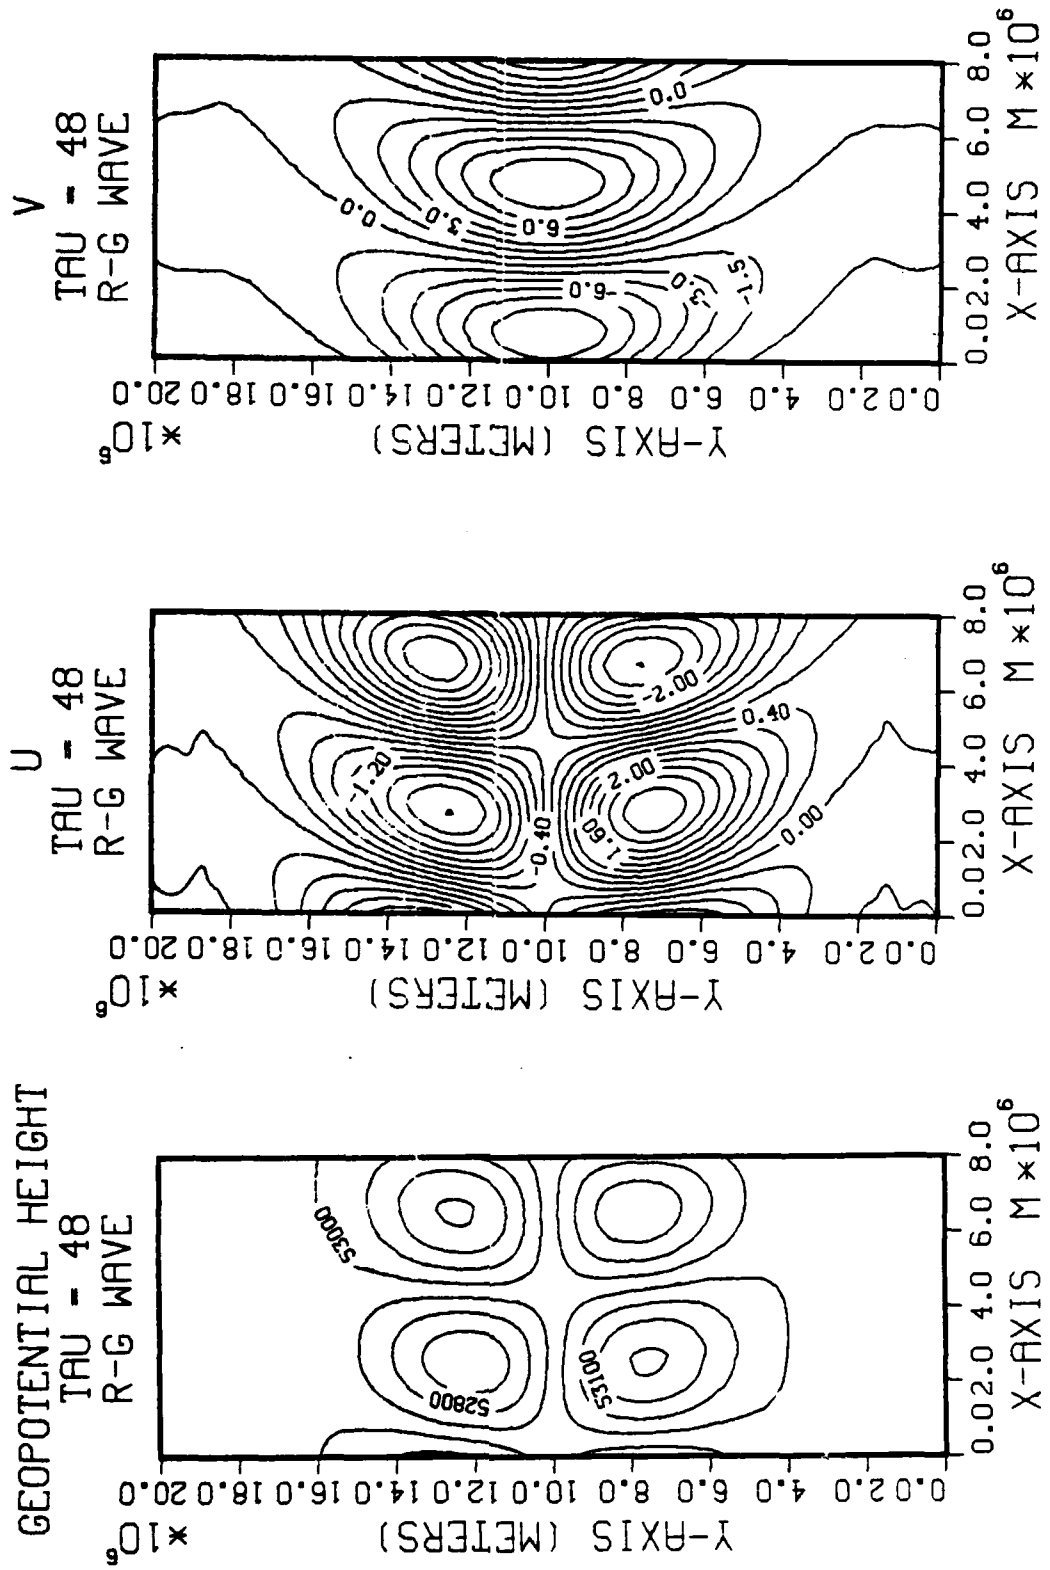 GEOPOTENTIAL HEIGHT
TAU = 48
R-G WAVE
*10⁶
Y-AXIS (METERS)
0.0 2.0 4.0 6.0 8.0 10.0 12.0 14.0 16.0 18.0 20.0
53000
52800
53100
0.0 2.0 4.0 6.0 8.0
X-AXIS M *10⁶
U
TAU = 48
R-G WAVE
*10⁶
Y-AXIS (METERS)
0.0 2.0 4.0 6.0 8.0 10.0 12.0 14.0 16.0 18.0 20.0
-1.20
-0.40
1.60
2.00
-2.00
0.40
0.00
0.0 2.0 4.0 6.0 8.0
X-AXIS M *10⁶
V
TAU = 48
R-G WAVE
*10⁶
Y-AXIS (METERS)
0.0 2.0 4.0 6.0 8.0 10.0 12.0 14.0 16.0 18.0 20.0
0.0
3.0
6.0
-6.0
-3.0
-1.5
0.0
0.0 2.0 4.0 6.0 8.0
X-AXIS M *10⁶